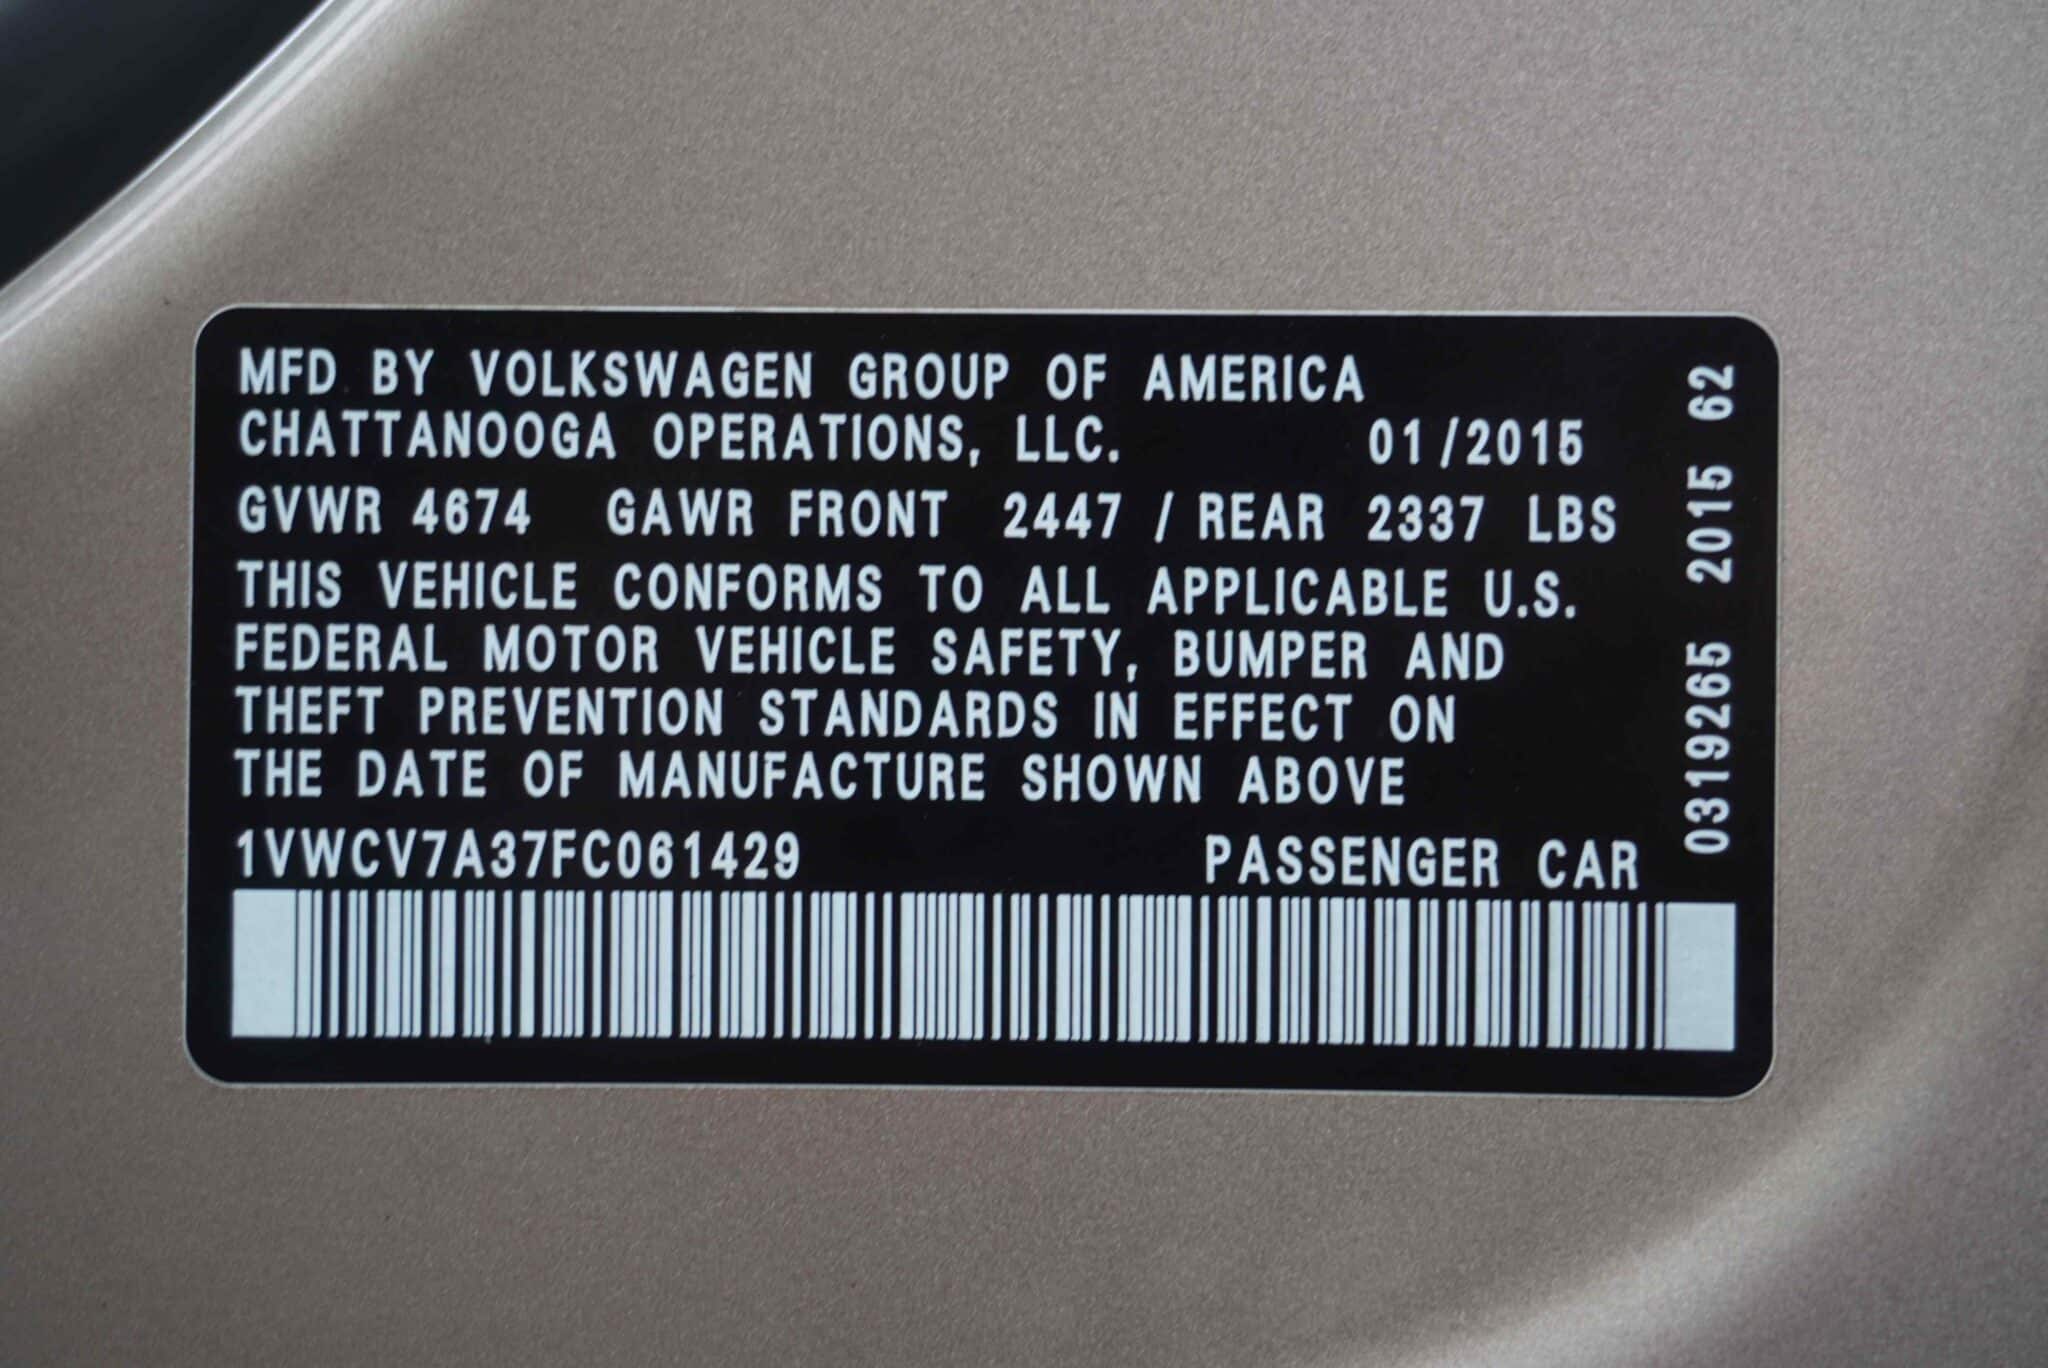 MFD BY VOLKSWAGEN GROUP OF AMERICA
CHATTANOOGA OPERATIONS, LLC. 01/2015
GVWR 4674 GAWR FRONT 2447 / REAR 2337 LBS
THIS VEHICLE CONFORMS TO ALL APPLICABLE U.S.
FEDERAL MOTOR VEHICLE SAFETY, BUMPER AND
THEFT PREVENTION STANDARDS IN EFFECT ON
THE DATE OF MANUFACTURE SHOWN ABOVE
1VWCV7A37FC061429 PASSENGER CAR
0319265 2015 62